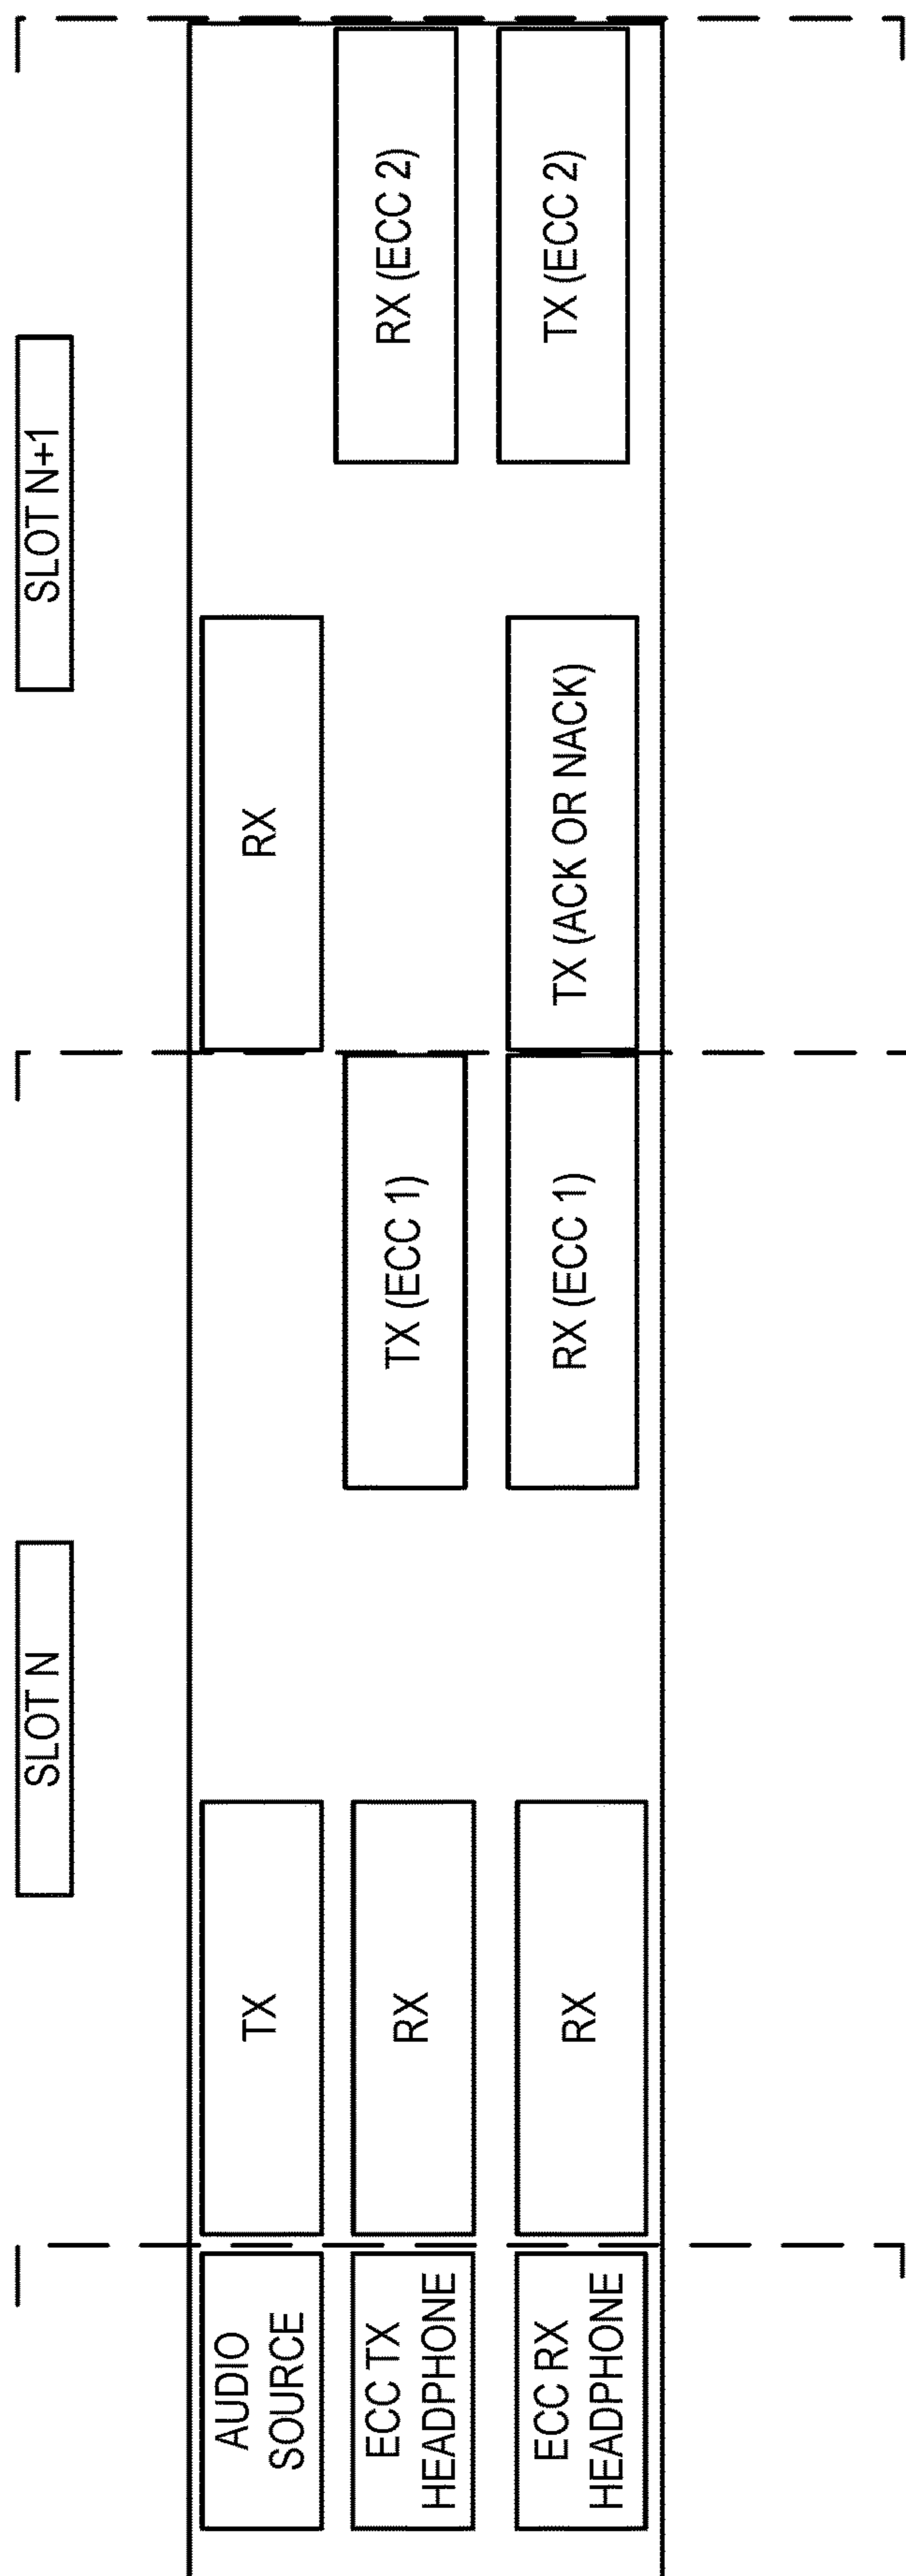 SLOT N
SLOT N+1
AUDIO
SOURCE
TX
RX
ECC TX
HEADPHONE
RX
TX (ECC 1)
RX (ECC 2)
ECC RX
HEADPHONE
RX
RX (ECC 1)
TX (ACK OR NACK)
TX (ECC 2)